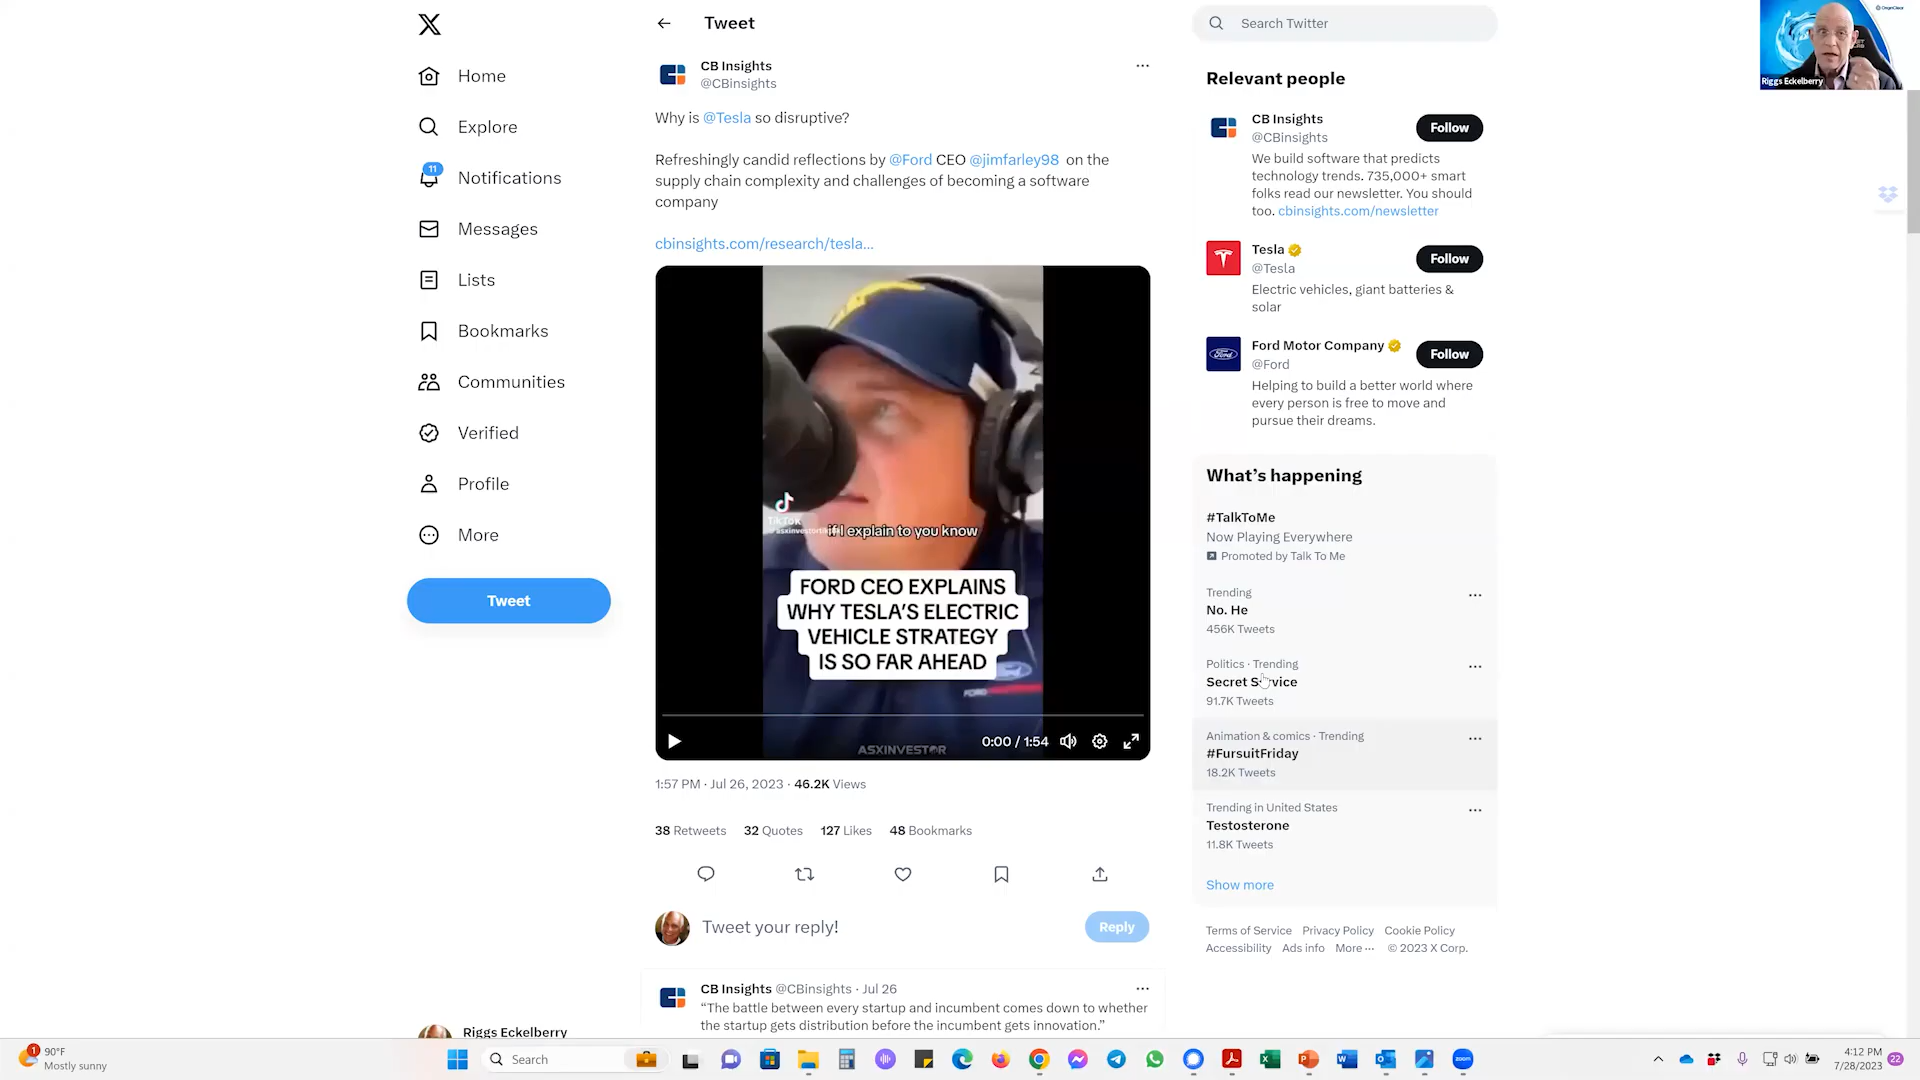 Home
Explore
11
Notifications
Messages
Lists
Bookmarks
Communities
Verified
Profile
More
Tweet
Riggs Eckelberry
Tweet
CB Insights
@CBinsights
Why is @Tesla so disruptive?
Refreshingly candid reflections by @Ford CEO @jimfarley98 on the
supply chain complexity and challenges of becoming a software
company
cbinsights.com/research/tesla...
TikTok
if I explain to you know
FORD CEO EXPLAINS
WHY TESLA'S ELECTRIC
VEHICLE STRATEGY
IS SO FAR AHEAD
0:00 / 1:54
ASXINVESTOR
1:57 PM · Jul 26, 2023 · 46.2K Views
38 Retweets 32 Quotes 127 Likes 48 Bookmarks
Tweet your reply!
Reply
CB Insights @CBinsights · Jul 26
"The battle between every startup and incumbent comes down to whether
the startup gets distribution before the incumbent gets innovation."
Search Twitter
Relevant people
CB Insights
@CBinsights
Follow
We build software that predicts
technology trends. 735,000+ smart
folks read our newsletter. You should
too. cbinsights.com/newsletter
Tesla
@Tesla
Follow
Electric vehicles, giant batteries &
solar
Ford Motor Company
@Ford
Follow
Helping to build a better world where
every person is free to move and
pursue their dreams.
What's happening
#TalkToMe
Now Playing Everywhere
Promoted by Talk To Me
Trending
No. He
456K Tweets
Politics · Trending
Secret Service
91.7K Tweets
Animation & comics · Trending
#FursuitFriday
18.2K Tweets
Trending in United States
Testosterone
11.8K Tweets
Show more
Terms of Service Privacy Policy Cookie Policy
Accessibility Ads info More ··· © 2023 X Corp.
OriginClear
Riggs Eckelberry
1
90°F
Mostly sunny
Search
zoom
4:12 PM
7/28/2023
22